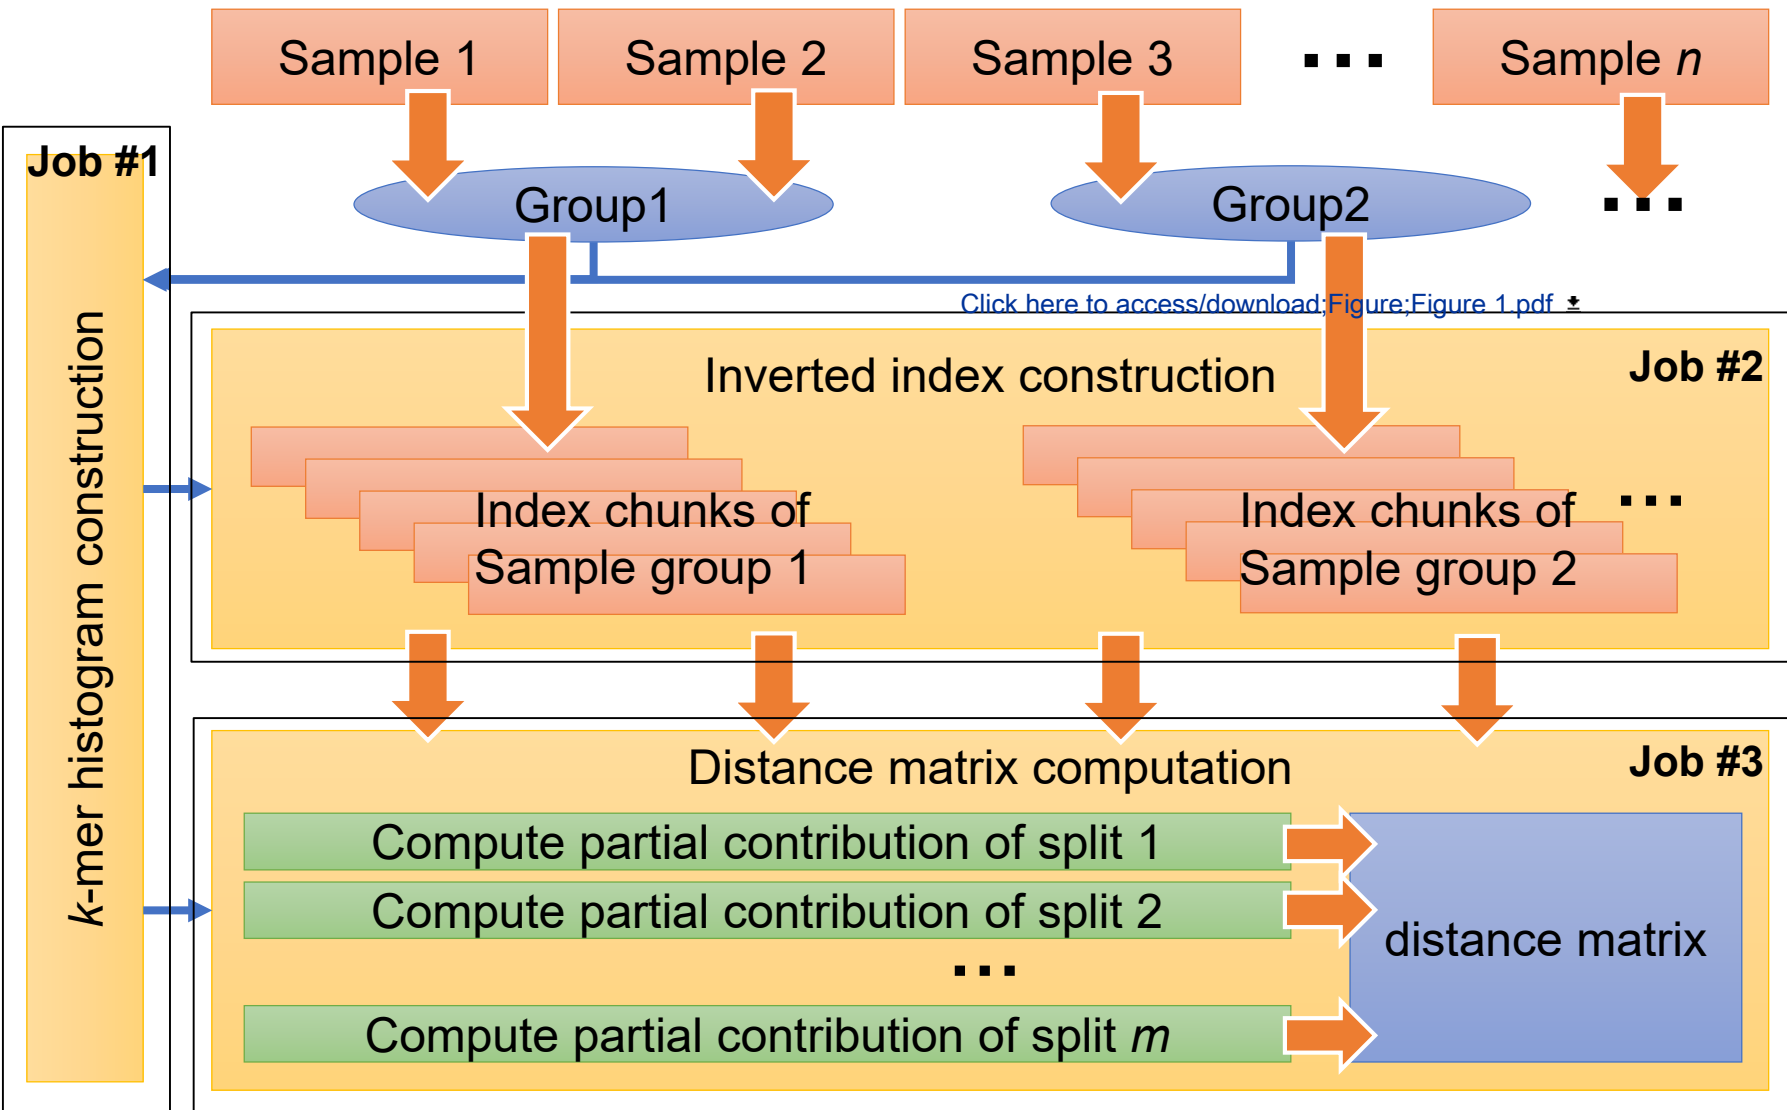 Sample 1
Sample 2
Sample 3
...
Sample n
Job #1
k-mer histogram construction
Group1
Group2
...
Click here to access/download;Figure;Figure 1.pdf
Inverted index construction
Job #2
Index chunks of
Sample group 1
Index chunks of
Sample group 2
...
Distance matrix computation
Job #3
Compute partial contribution of split 1
Compute partial contribution of split 2
...
Compute partial contribution of split m
distance matrix